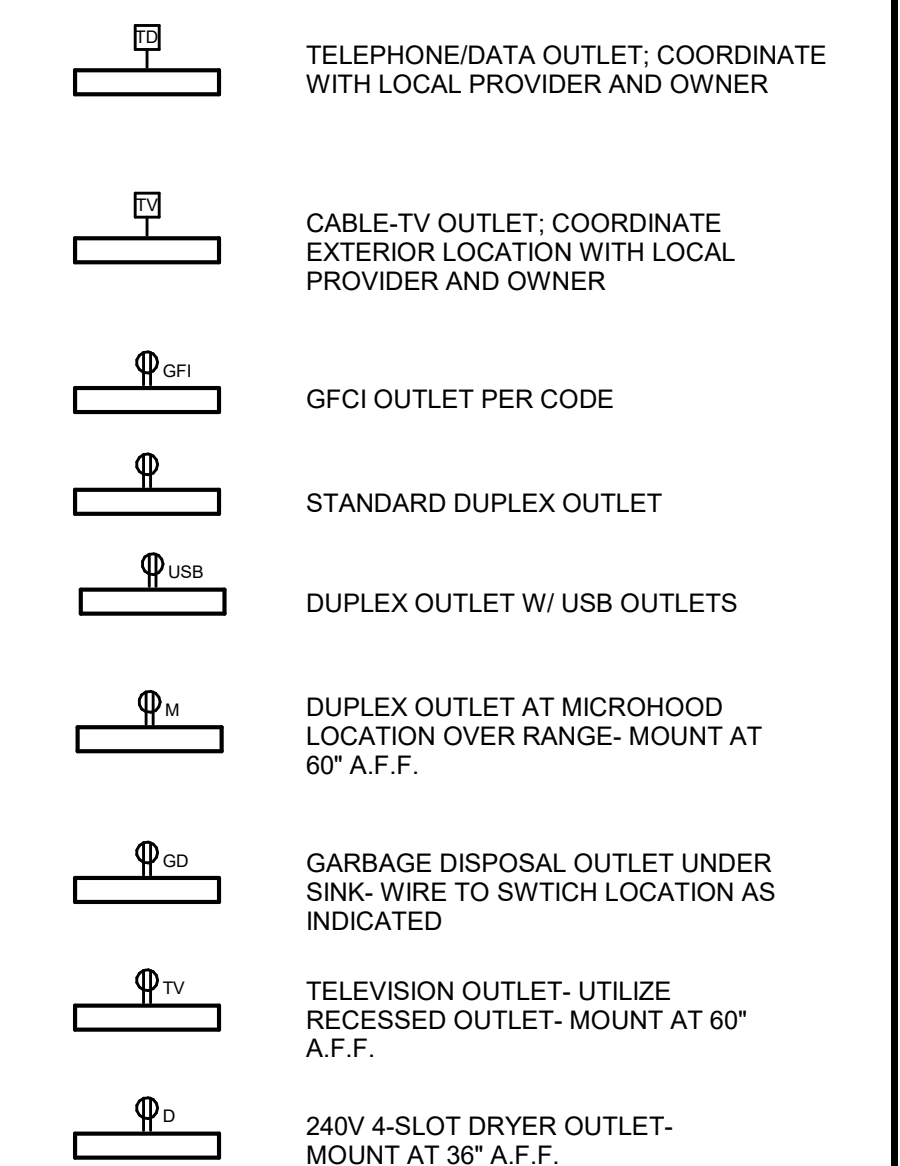 TD
TELEPHONE/DATA OUTLET; COORDINATE
WITH LOCAL PROVIDER AND OWNER
TV
CABLE-TV OUTLET; COORDINATE
EXTERIOR LOCATION WITH LOCAL
PROVIDER AND OWNER
GFI
GFCI OUTLET PER CODE
STANDARD DUPLEX OUTLET
USB
DUPLEX OUTLET W/ USB OUTLETS
M
DUPLEX OUTLET AT MICROHOOD
LOCATION OVER RANGE- MOUNT AT
60" A.F.F.
GD
GARBAGE DISPOSAL OUTLET UNDER
SINK- WIRE TO SWTICH LOCATION AS
INDICATED
TV
TELEVISION OUTLET- UTILIZE
RECESSED OUTLET- MOUNT AT 60"
A.F.F.
D
240V 4-SLOT DRYER OUTLET-
MOUNT AT 36" A.F.F.